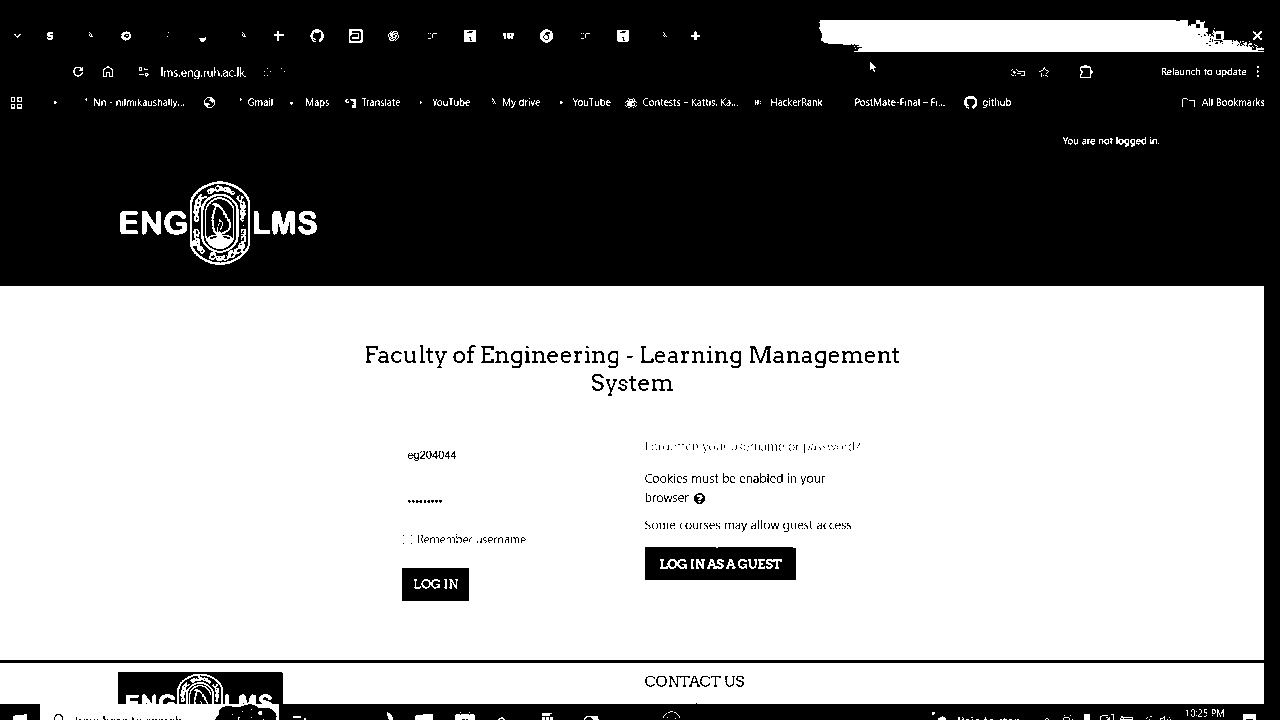 lms.eng.ruh.ac.lk
Relaunch to update
Nn - nilmikaushally...
Gmail
Maps
Translate
YouTube
My drive
YouTube
Contests – Kattis, Ka...
HackerRank
PostMate-Final – Fi...
github
All Bookmarks
You are not logged in.
ENG LMS
Faculty of Engineering - Learning Management
System
eg204044
Forgotten your username or password?
Cookies must be enabled in your
browser
Some courses may allow guest access
Remember username
LOG IN AS A GUEST
LOG IN
ENG LMS
CONTACT US
10:25 PM